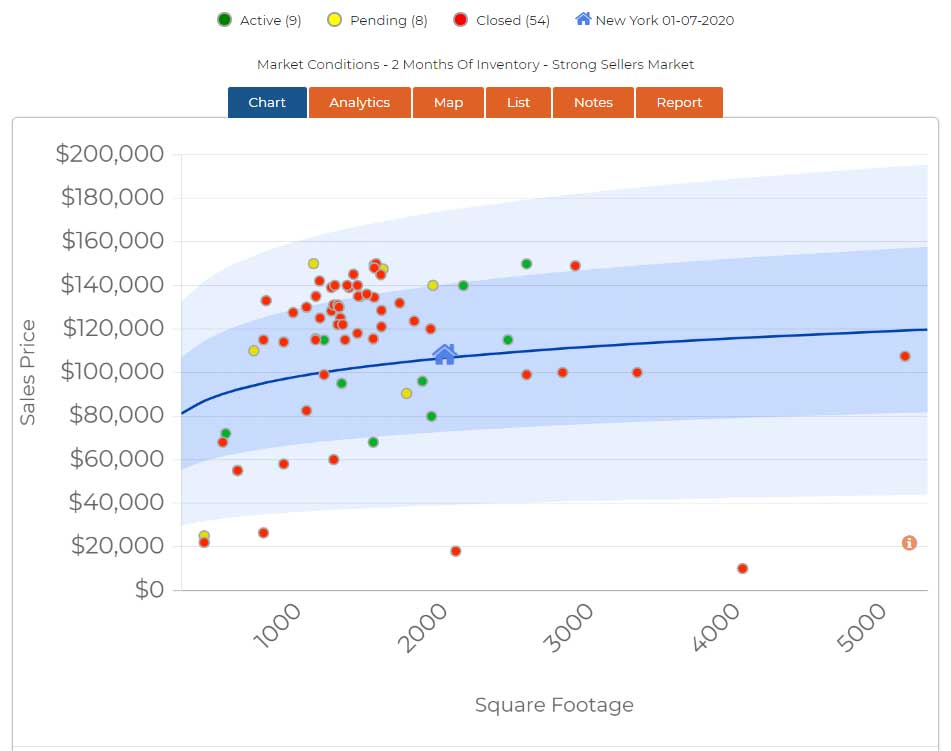 Active (9) Pending (8) Closed (54) New York 01-07-2020
Market Conditions - 2 Months Of Inventory - Strong Sellers Market
Chart Analytics Map List Notes Report
$200,000
$180,000
$160,000
$140,000
$120,000
$100,000
$80,000
$60,000
$40,000
$20,000
$0
Sales Price
1000 2000 3000 4000 5000
Square Footage